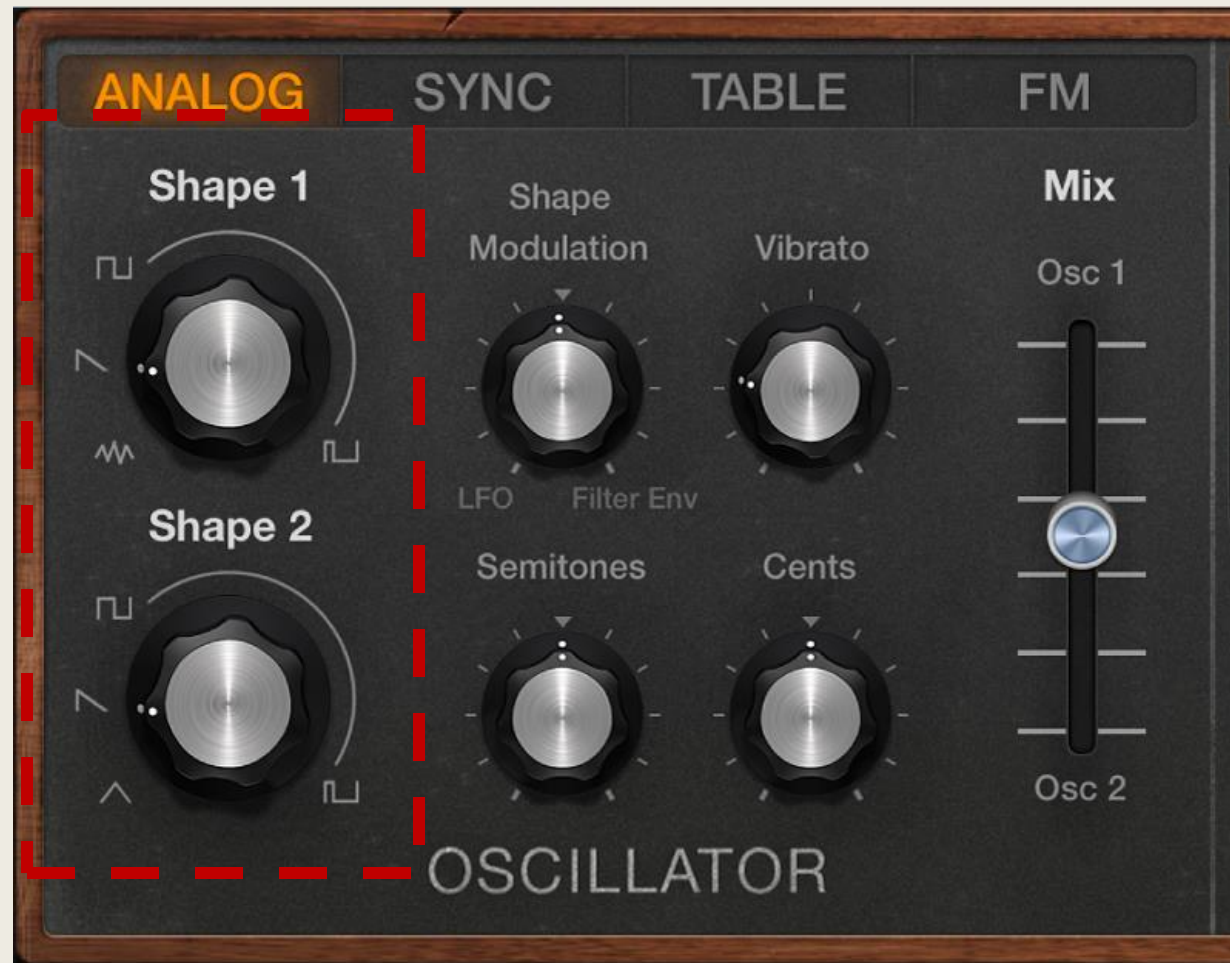 ANALOG SYNC TABLE FM
Shape 1
Shape
Modulation
Vibrato
Mix
Osc 1
LFO Filter Env
Shape 2
Semitones
Cents
Osc 2
OSCILLATOR